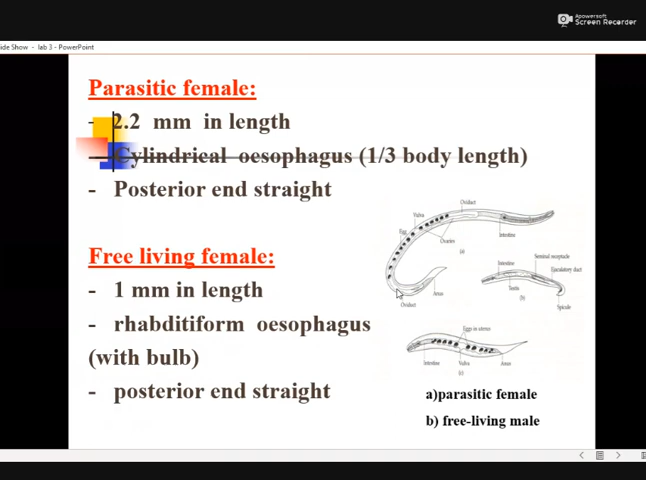 Apowersoft
Screen Recorder
ide Show - lab 3 - PowerPoint
Parasitic female:
- 2.2 mm in length
- Cylindrical oesophagus (1/3 body length)
- Posterior end straight
Free living female:
- 1 mm in length
- rhabditiform oesophagus
(with bulb)
- posterior end straight
Oviduct
Vulva
Egg
Ovaries
Intestine
(a)
Anus
Oviduct
Intestine
Seminal receptacle
Ejaculatory duct
Testis
(b)
Spicule
Eggs in uterus
Intestine
Vulva
Anus
(c)
a)parasitic female
b) free-living male